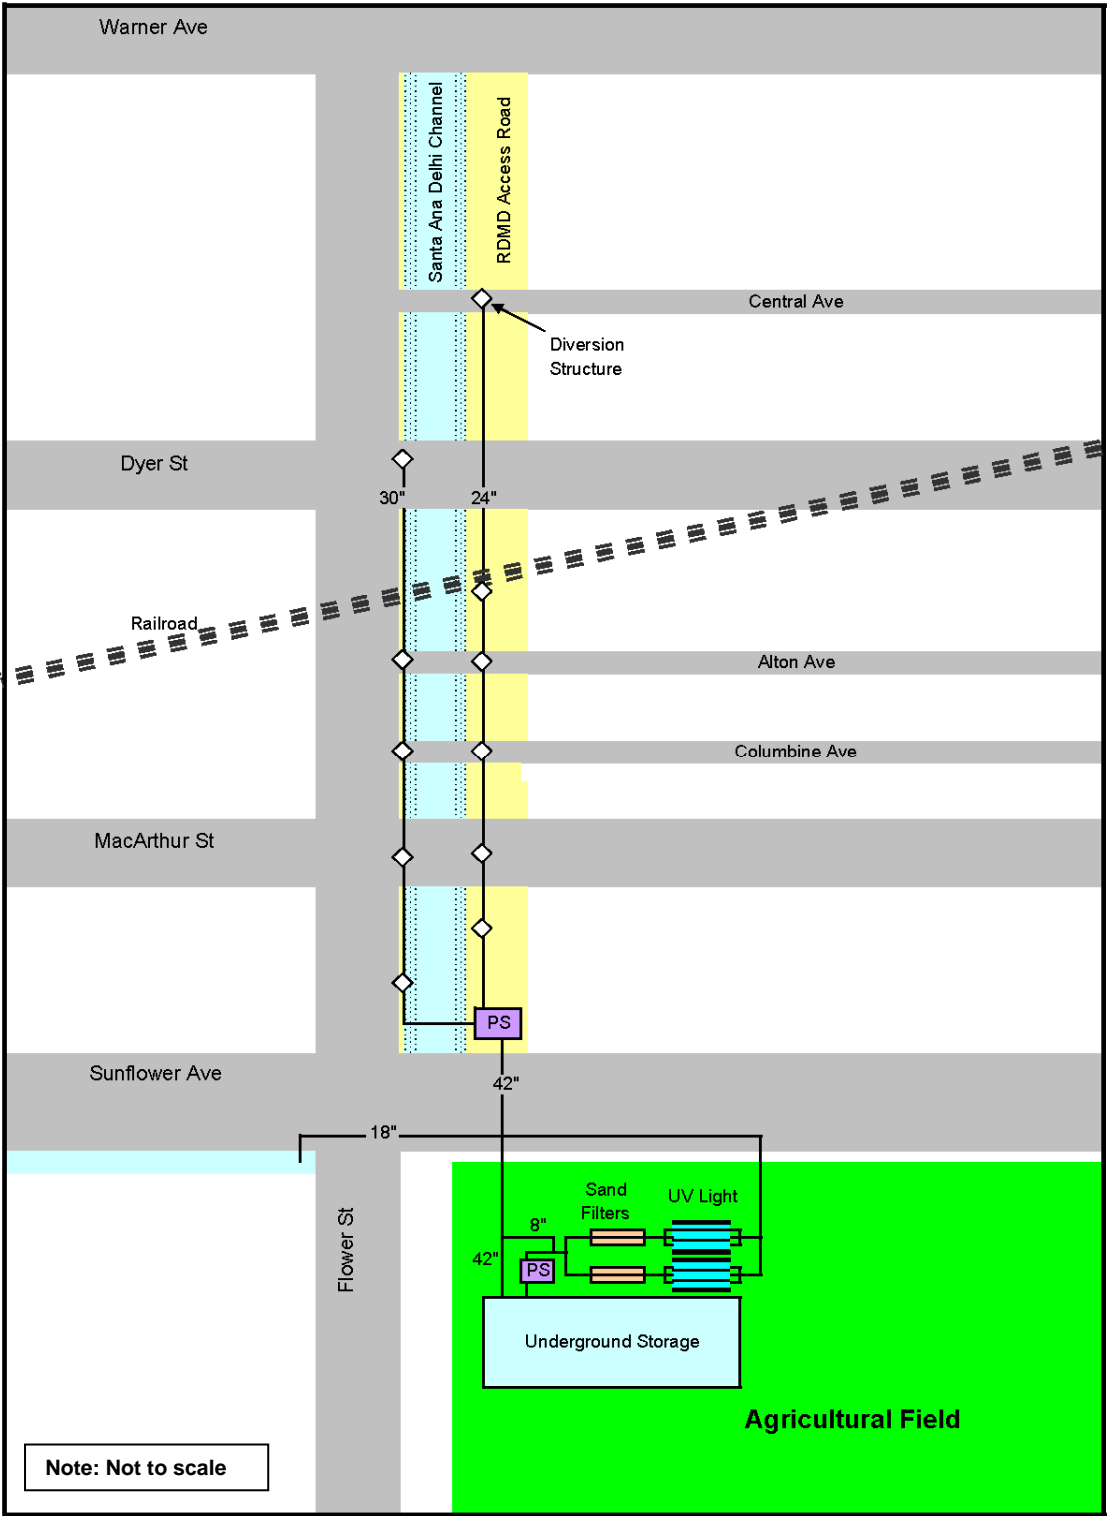 Warner Ave
Santa Ana Delhi Channel
RDMD Access Road
Central Ave
Diversion
Structure
Dyer St
30"
24"
Railroad
Alton Ave
Columbine Ave
MacArthur St
PS
Sunflower Ave
42"
18"
Sand
Filters
UV Light
8"
42"
PS
Flower St
Underground Storage
Agricultural Field
Note: Not to scale